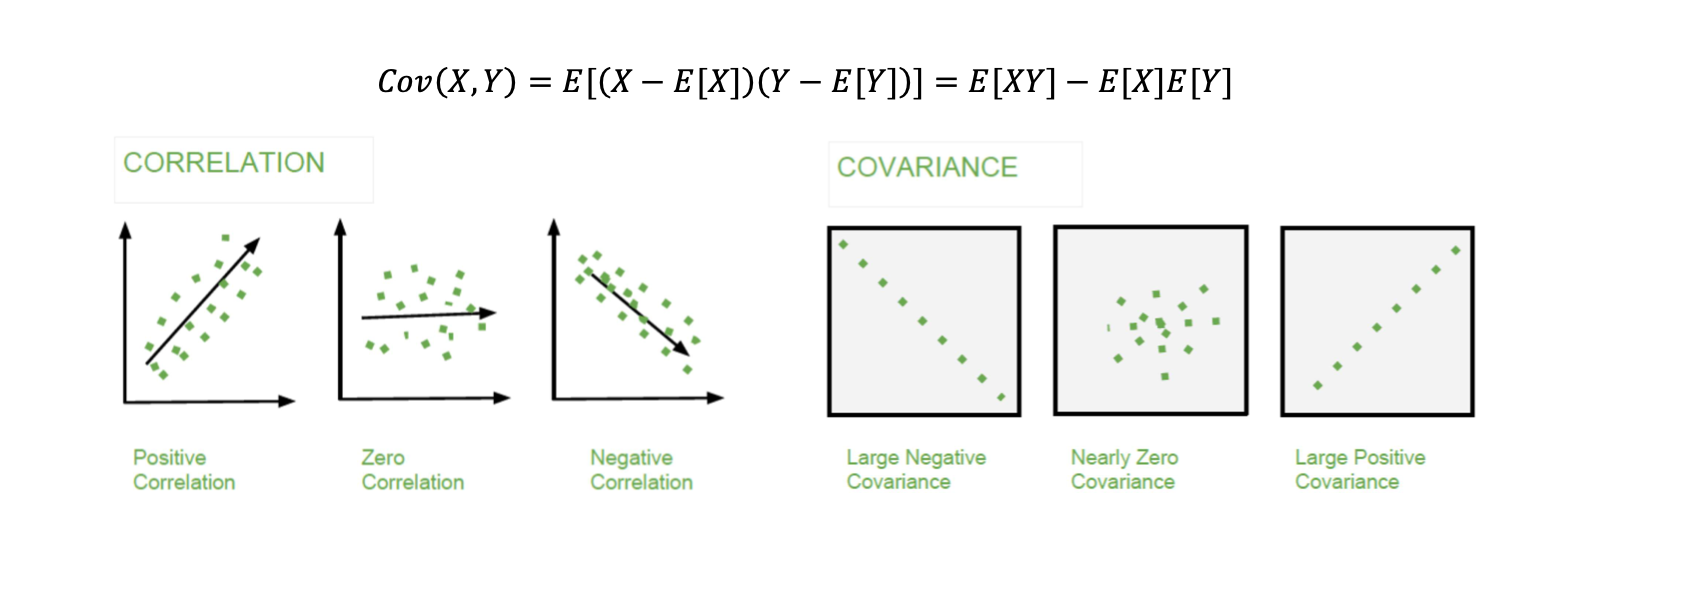 Cov(X, Y) = E[(X − E[X])(Y − E[Y])] = E[XY] − E[X]E[Y]
CORRELATION
Positive
Correlation
Zero
Correlation
Negative
Correlation
COVARIANCE
Large Negative
Covariance
Nearly Zero
Covariance
Large Positive
Covariance